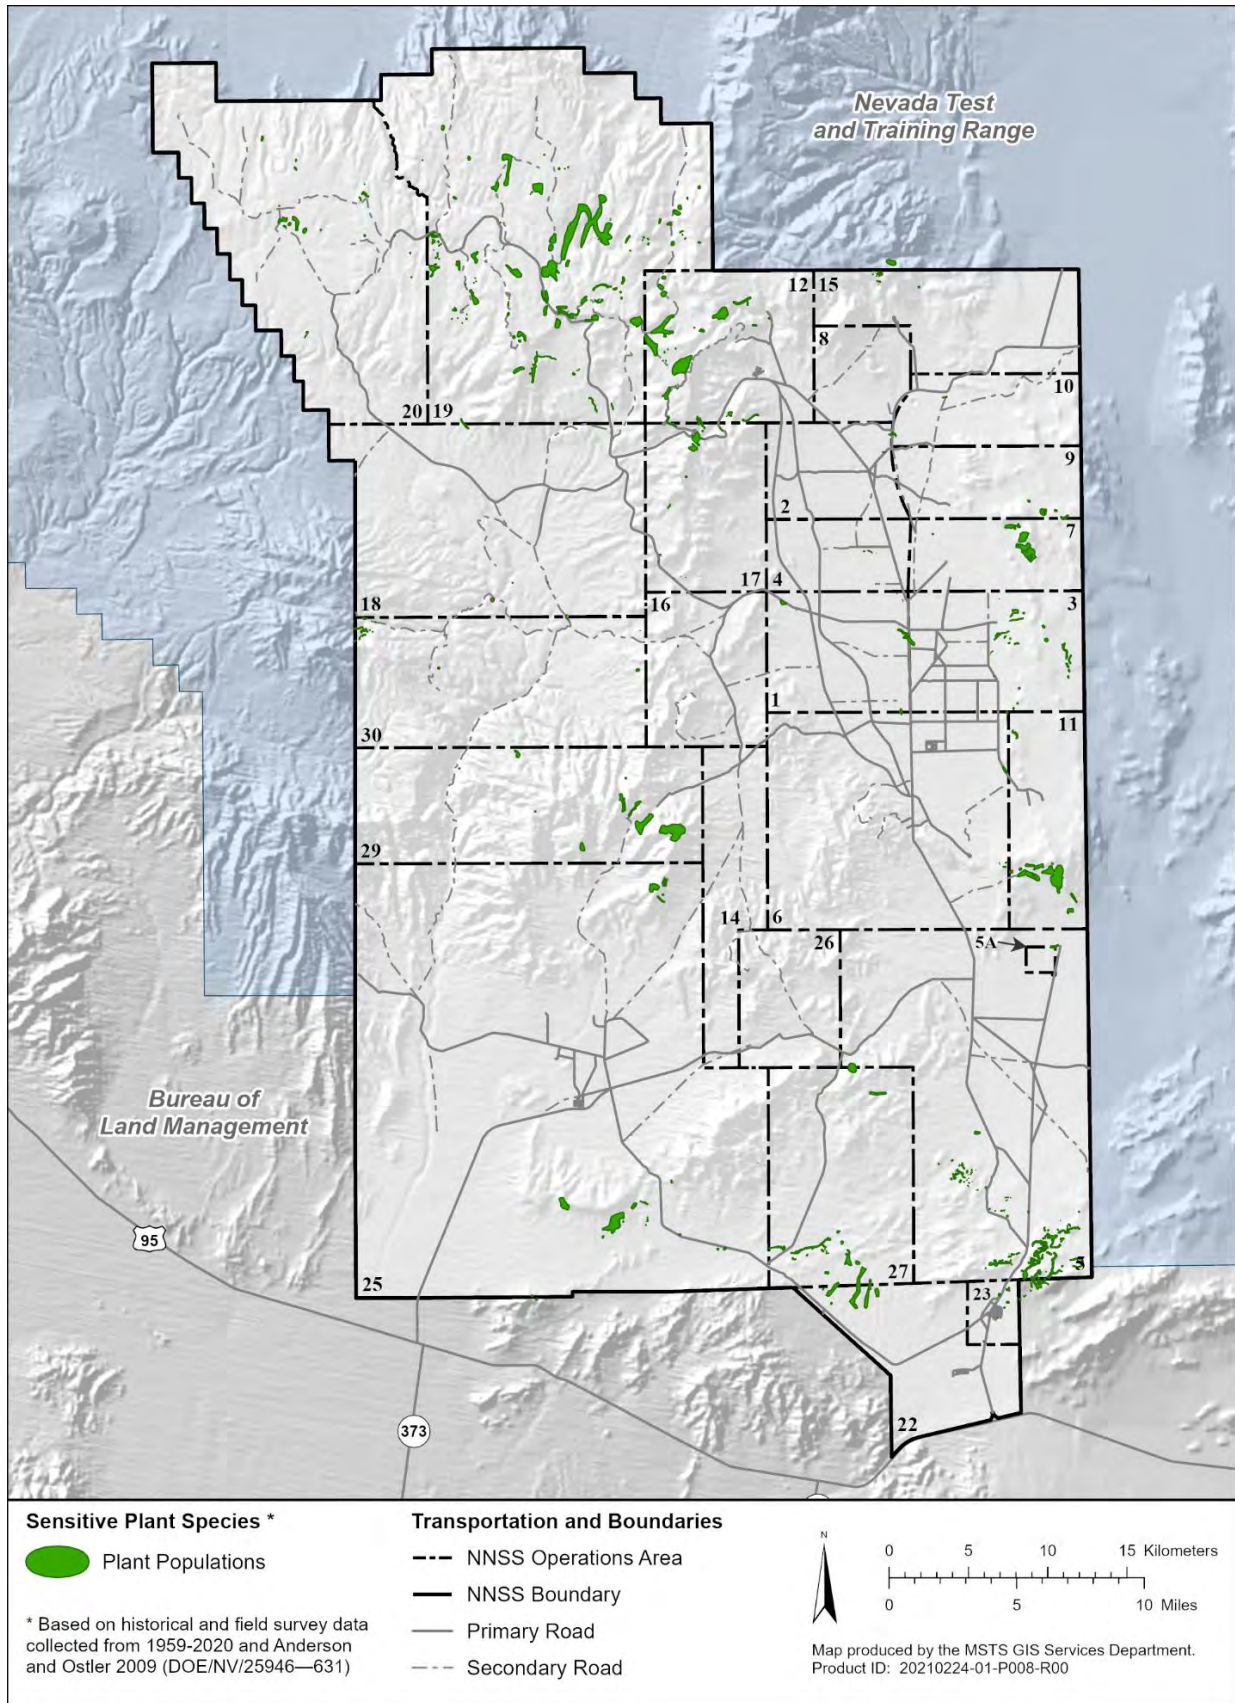 Nevada Test
and Training Range
12
15
8
10
20
19
9
2
7
17
4
18
16
3
1
11
30
29
14
6
26
5A
Bureau of
Land Management
95
25
27
5
23
373
22
Sensitive Plant Species *
Plant Populations
* Based on historical and field survey data
collected from 1959-2020 and Anderson
and Ostler 2009 (DOE/NV/25946—631)
Transportation and Boundaries
NNSS Operations Area
NNSS Boundary
Primary Road
Secondary Road
N
0 5 10 15 Kilometers
0 5 10 Miles
Map produced by the MSTS GIS Services Department.
Product ID: 20210224-01-P008-R00